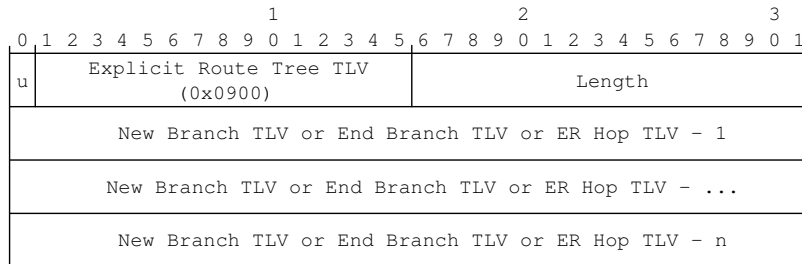 1 2 3
0 1 2 3 4 5 6 7 8 9 0 1 2 3 4 5 6 7 8 9 0 1 2 3 4 5 6 7 8 9 0 1
u Explicit Route Tree TLV Length
(0x0900)
New Branch TLV or End Branch TLV or ER Hop TLV – 1
New Branch TLV or End Branch TLV or ER Hop TLV – ...
New Branch TLV or End Branch TLV or ER Hop TLV – n